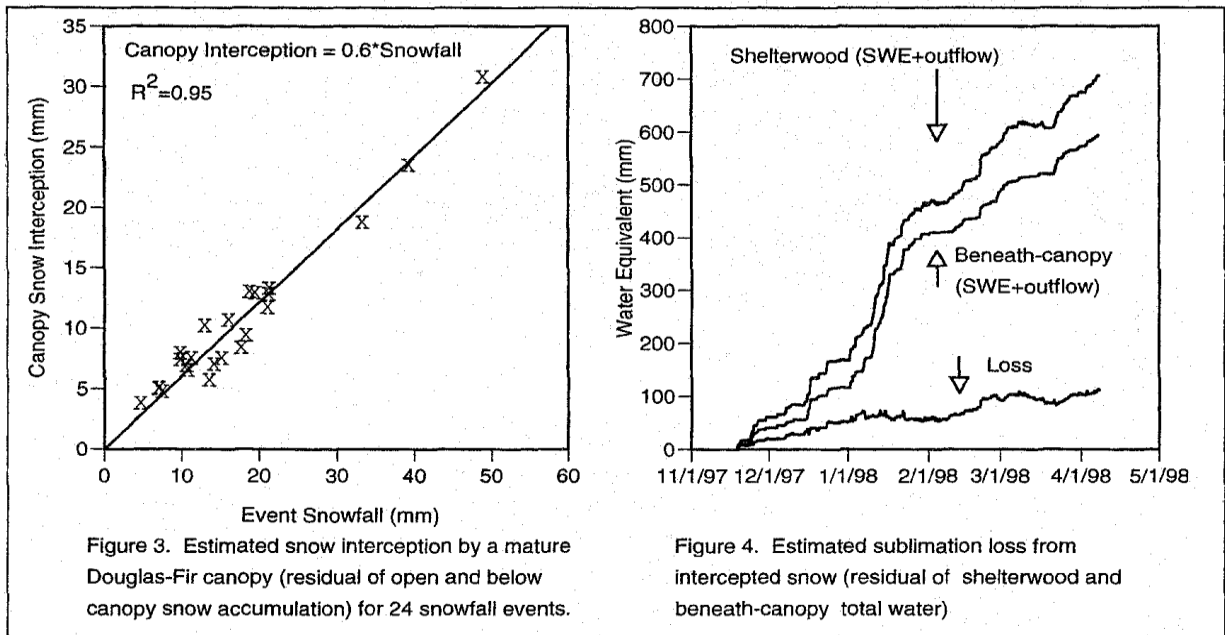 Canopy Interception = 0.6*Snowfall
R2=0.95
35
30
25
20
15
10
5
0
Canopy Snow Interception (mm)
0 10 20 30 40 50 60
Event Snowfall (mm)
Figure 3. Estimated snow interception by a mature
Douglas-Fir canopy (residual of open and below
canopy snow accumulation) for 24 snowfall events.
800
700
600
500
400
300
200
100
0
Water Equivalent (mm)
Shelterwood (SWE+outflow)
Beneath-canopy
(SWE+outflow)
Loss
11/1/97 12/1/97 1/1/98 2/1/98 3/1/98 4/1/98 5/1/98
Figure 4. Estimated sublimation loss from
intercepted snow (residual of shelterwood and
beneath-canopy total water)